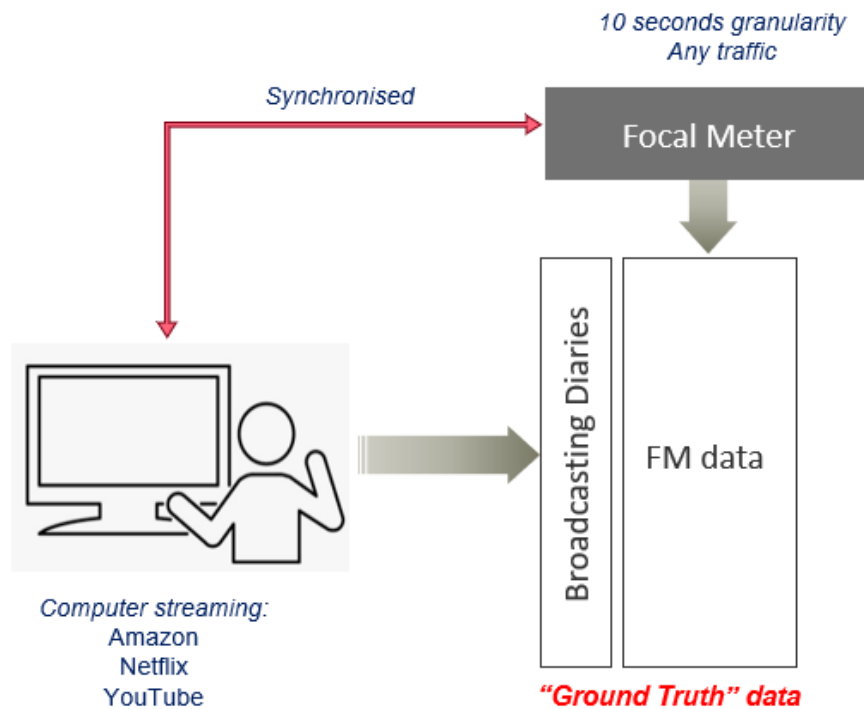 10 seconds granularity
Any traffic
Synchronised
Focal Meter
Broadcasting Diaries
FM data
Computer streaming:
Amazon
Netflix
YouTube
“Ground Truth” data